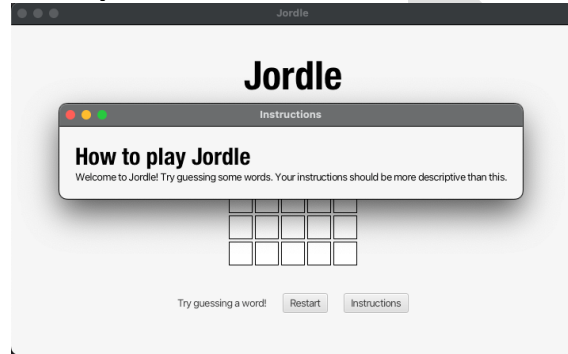 Jordle
Jordle
Instructions
How to play Jordle
Welcome to Jordle! Try guessing some words. Your instructions should be more descriptive than this.
Try guessing a word! Restart Instructions